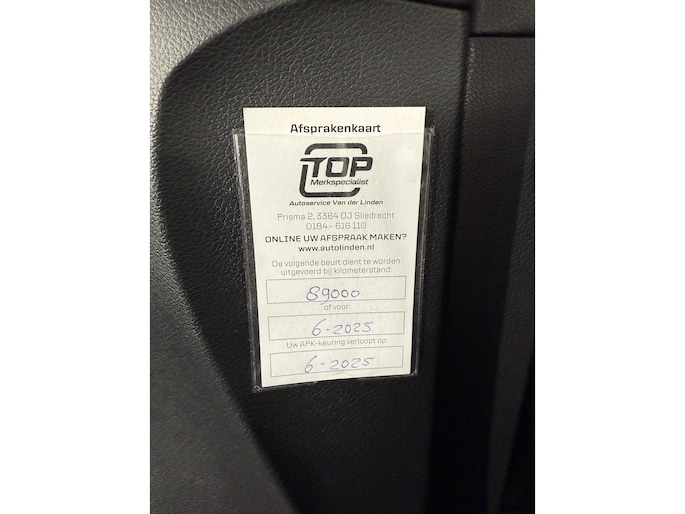 Afsprakenkaart
TOP
Merkspecialist
Autoservice Van der Linden
Prisma 2, 3364 DJ Sliedrecht
0184 - 616 110
ONLINE UW AFSPRAAK MAKEN?
www.autolinden.nl
De volgende beurt dient te worden
uitgevoerd bij kilometerstand:
89000
of voor:
6-2025
Uw APK-keuring verloopt op:
6-2025